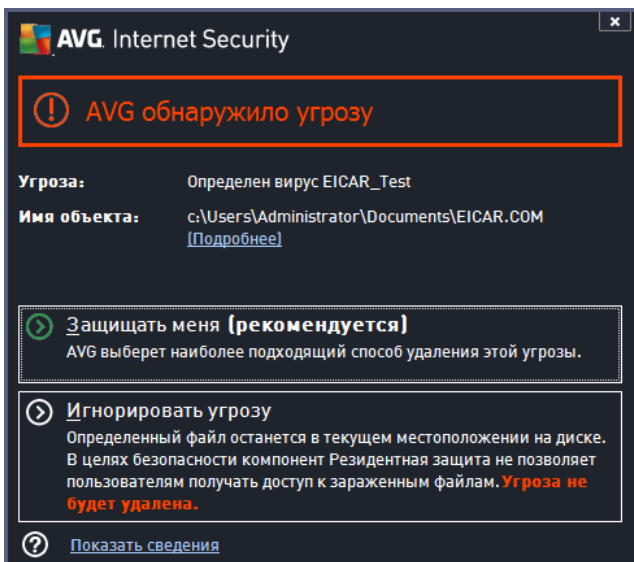 AVG. Internet Security
AVG обнаружило угрозу
Угроза: Определен вирус EICAR_Test
Имя объекта: c:\Users\Administrator\Documents\EICAR.COM
(Подробнее)
Защищать меня (рекомендуется)
AVG выберет наиболее подходящий способ удаления этой угрозы.
Игнорировать угрозу
Определенный файл останется в текущем местоположении на диске.
В целях безопасности компонент Резидентная защита не позволяет
пользователям получать доступ к зараженным файлам. Угроза не
будет удалена.
Показать сведения